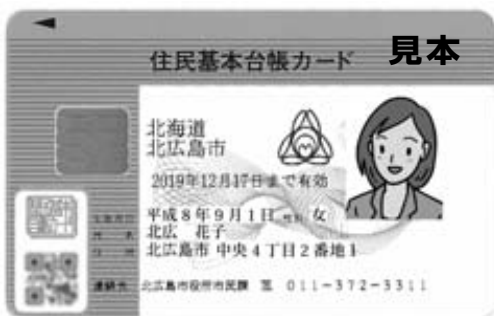 住民基本台帳カード 見本
北海道
北広島市
2019年12月17日まで有効
平成8年9月1日 性別 女
北広 花子
北広島市 中央4丁目2番地1
連絡先 北広島市役所市民課 011-372-3311